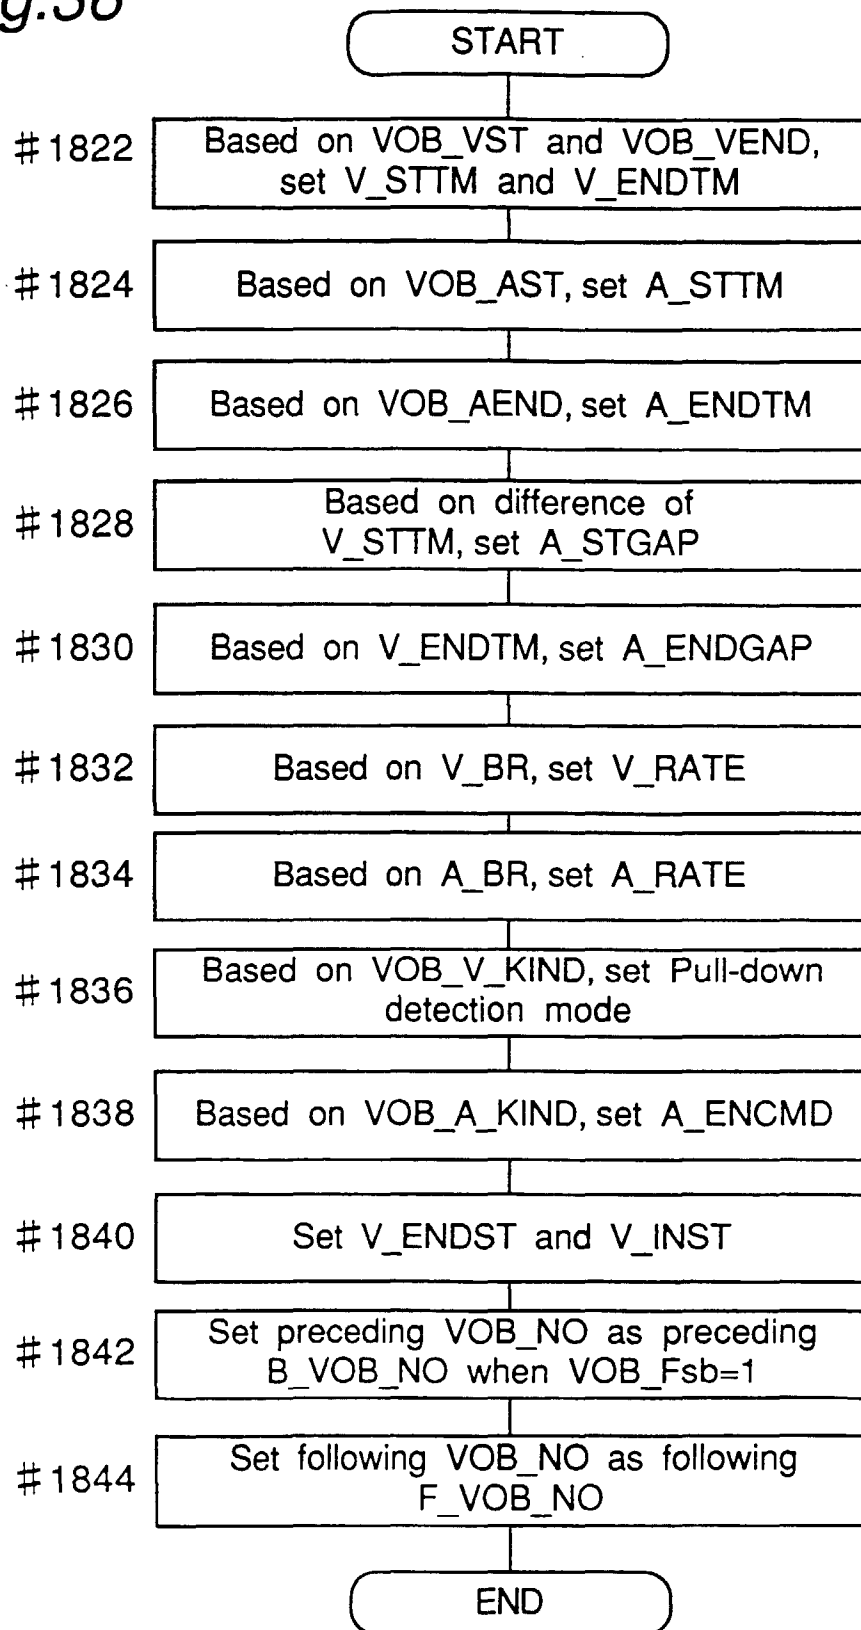 g.38
START
#1822
Based on VOB_VST and VOB_VEND,
set V_STTM and V_ENDTM
#1824
Based on VOB_AST, set A_STTM
#1826
Based on VOB_AEND, set A_ENDTM
#1828
Based on difference of
V_STTM, set A_STGAP
#1830
Based on V_ENDTM, set A_ENDGAP
#1832
Based on V_BR, set V_RATE
#1834
Based on A_BR, set A_RATE
#1836
Based on VOB_V_KIND, set Pull-down
detection mode
#1838
Based on VOB_A_KIND, set A_ENCMD
#1840
Set V_ENDST and V_INST
#1842
Set preceding VOB_NO as preceding
B_VOB_NO when VOB_Fsb=1
#1844
Set following VOB_NO as following
F_VOB_NO
END